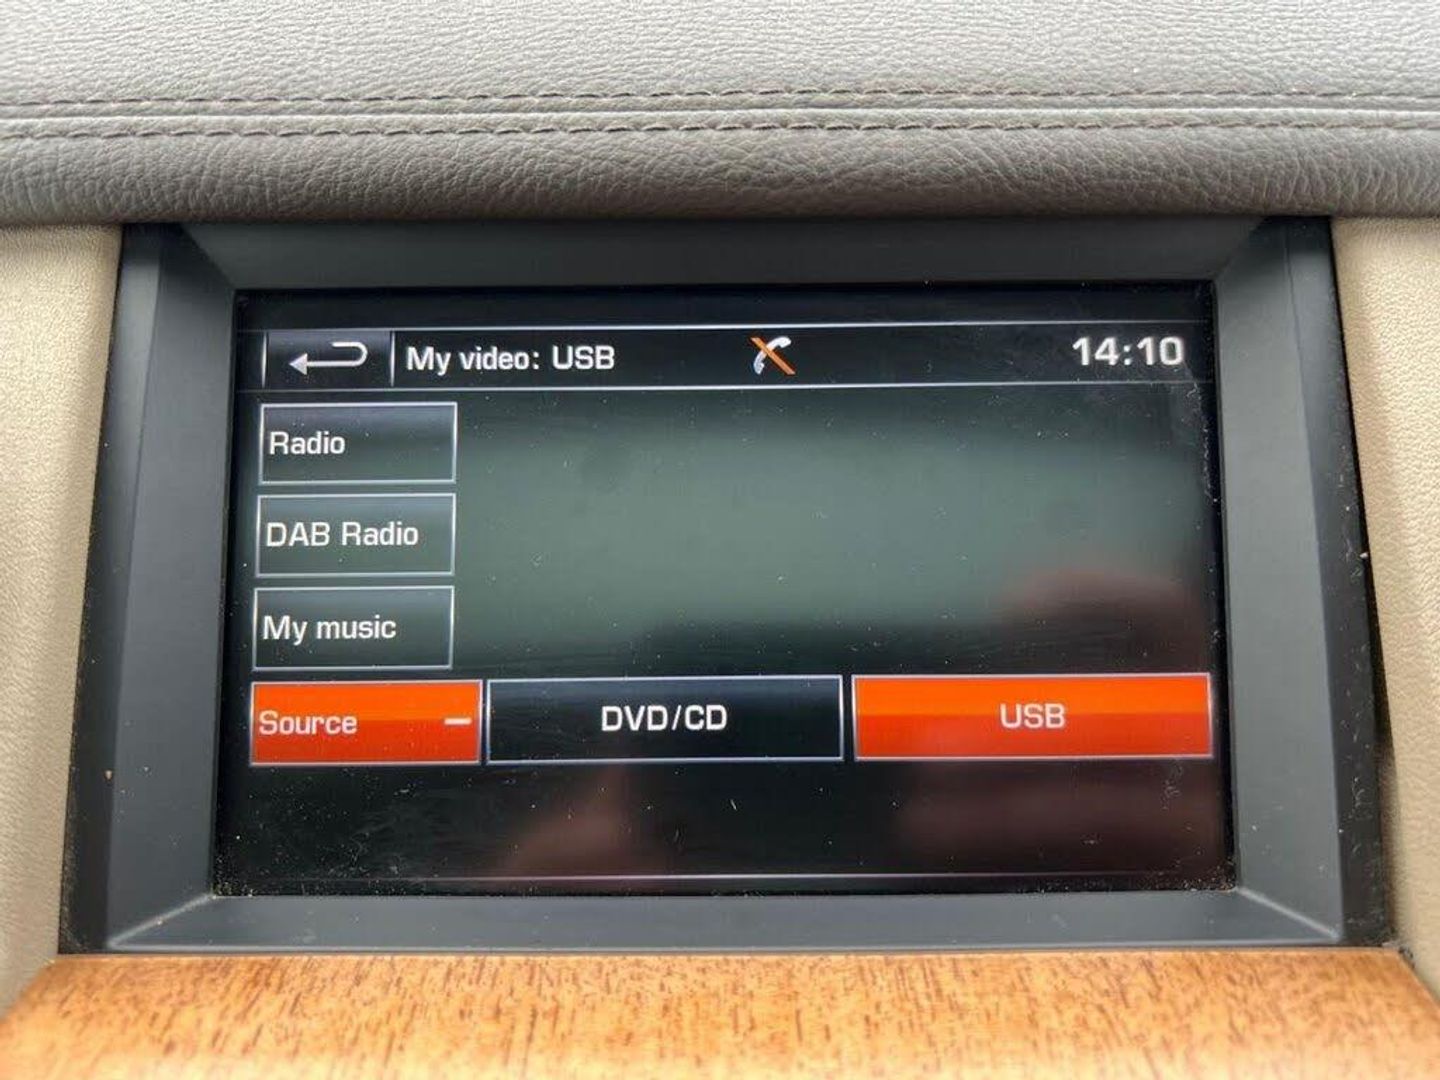 My video: USB
14:10
Radio
DAB Radio
My music
Source
DVD/CD
USB